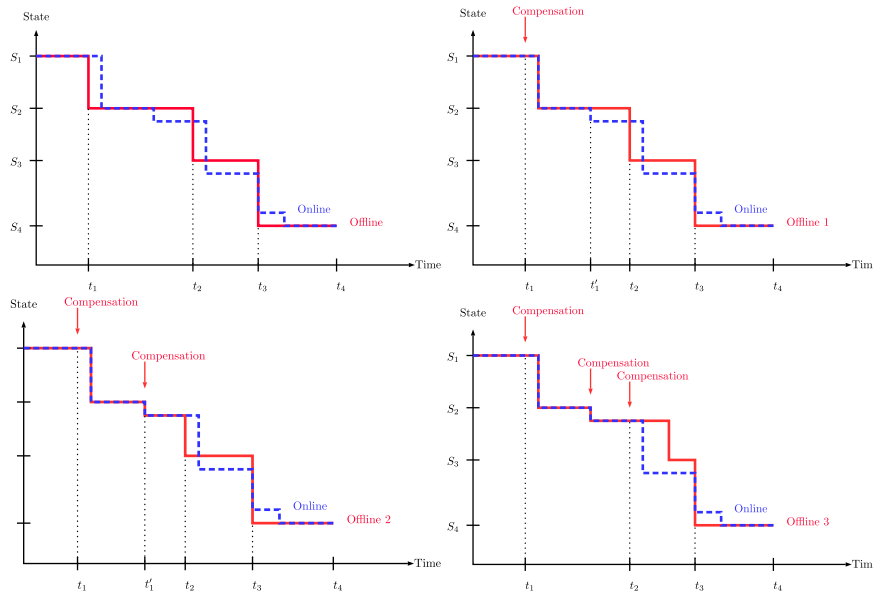 State
S1
S2
S3
S4
Online
Offline
Time
t1
t2
t3
t4
Compensation
State
S1
S2
S3
S4
Online
Offline 1
Tim
t1
t′1
t2
t3
t4
State
Compensation
Compensation
Online
Offline 2
Time
t1
t′1
t2
t3
t4
Compensation
State
S1
Compensation
Compensation
S2
S3
S4
Online
Offline 3
Tim
t1
t2
t3
t4